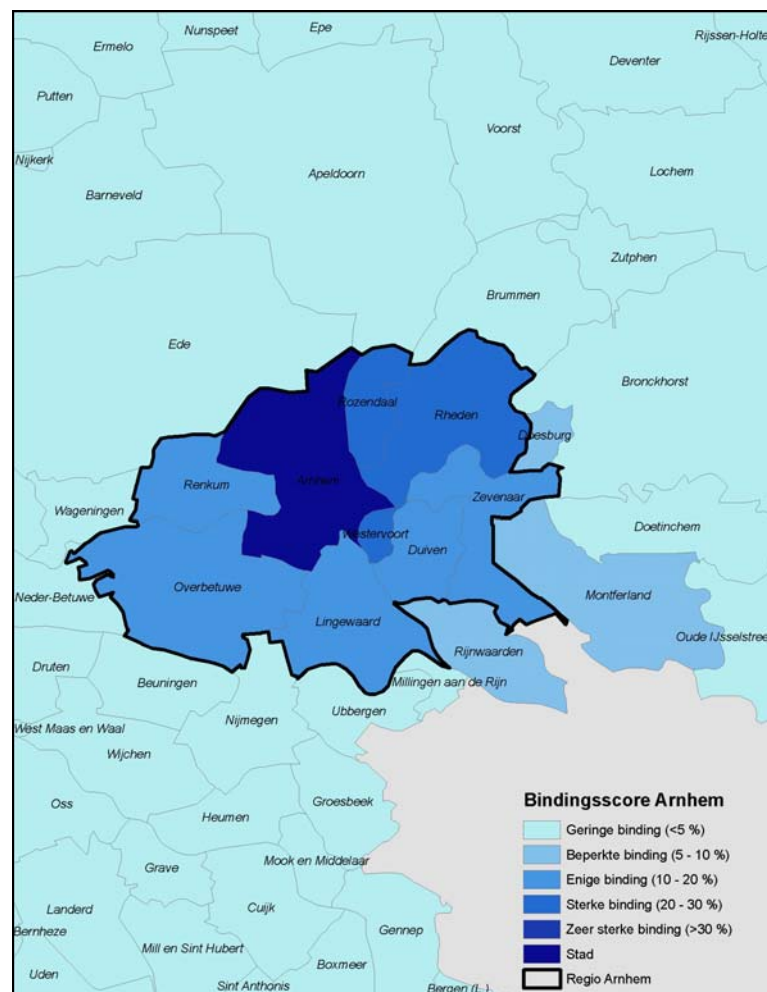 Nunspeet
Epe
Rijssen-Holte
Ermelo
Deventer
Putten
Voorst
Nijkerk
Lochem
Apeldoorn
Barneveld
Zutphen
Brummen
Ede
Bronckhorst
Rozendaal
Rheden
Doesburg
Arnhem
Renkum
Zevenaar
Wageningen
Doetinchem
Westervoort
Duiven
Overbetuwe
Montferland
Neder-Betuwe
Lingewaard
Oude IJsselstree
Rijnwaarden
Druten
Beuningen
Millingen aan de Rijn
Ubbergen
Nijmegen
West Maas en Waal
Wijchen
Groesbeek
Oss
Heumen
Mook en Middelaar
Grave
Landerd
Cuijk
Bernheze
Gennep
Mill en Sint Hubert
Boxmeer
Uden
Sint Anthonis
Bergen (L.)
Bindingsscore Arnhem
Geringe binding (<5 %)
Beperkte binding (5 - 10 %)
Enige binding (10 - 20 %)
Sterke binding (20 - 30 %)
Zeer sterke binding (>30 %)
Stad
Regio Arnhem